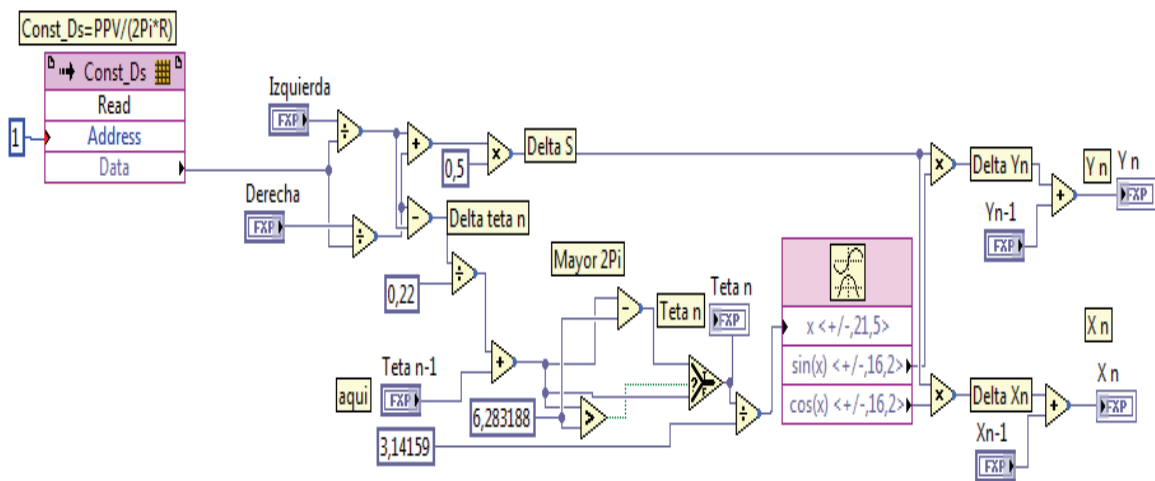 Const_Ds=PPV/(2Pi*R)
Const_Ds
Read
1
Address
Data
Izquierda
FXP
÷
+
x
Delta S
0,5
Derecha
FXP
÷
-
Delta teta n
÷
0,22
Mayor 2Pi
-
Teta n
Teta n
FXP
+
Teta n-1
aqui
FXP
6,283188
>
?
÷
3,14159
x <+/-,21,5>
sin(x) <+/-,16,2>
cos(x) <+/-,16,2>
x
Delta Yn
Y n
Y n
FXP
+
Yn-1
FXP
X n
X n
x
Delta Xn
+
FXP
Xn-1
FXP